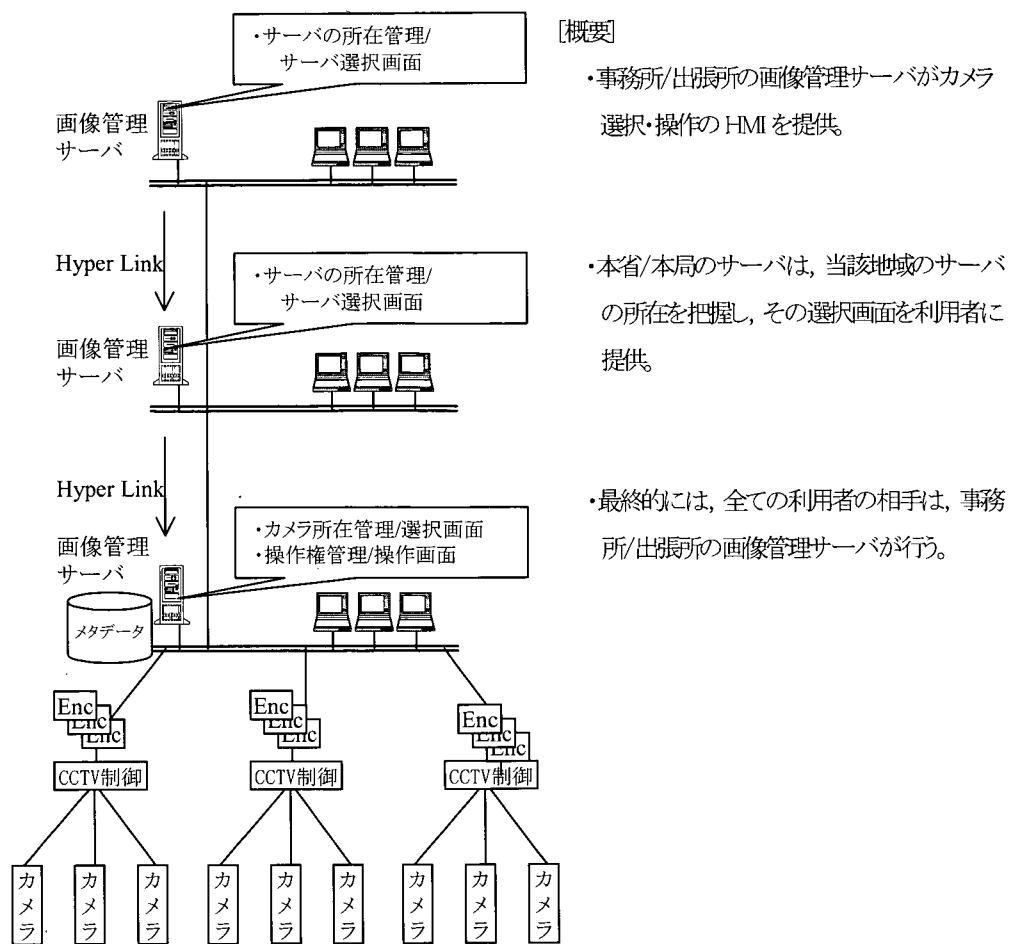 ・サーバの所在管理/
サーバ選択画面
[概要]
・事務所/出張所の画像管理サーバがカメラ
選択・操作の HMI を提供。
画像管理
サーバ
Hyper Link
・サーバの所在管理/
サーバ選択画面
・本省/本局のサーバは, 当該地域のサーバ
の所在を把握し, その選択画面を利用者に
提供。
画像管理
サーバ
Hyper Link
・カメラ所在管理/選択画面
・操作権管理/操作画面
・最終的には, 全ての利用者の相手は, 事務
所/出張所の画像管理サーバが行う。
画像管理
サーバ
メタデータ
Enc
Enc
Enc
Enc
Enc
Enc
Enc
Enc
Enc
CCTV制御
CCTV制御
CCTV制御
カメラ
カメラ
カメラ
カメラ
カメラ
カメラ
カメラ
カメラ
カメラ